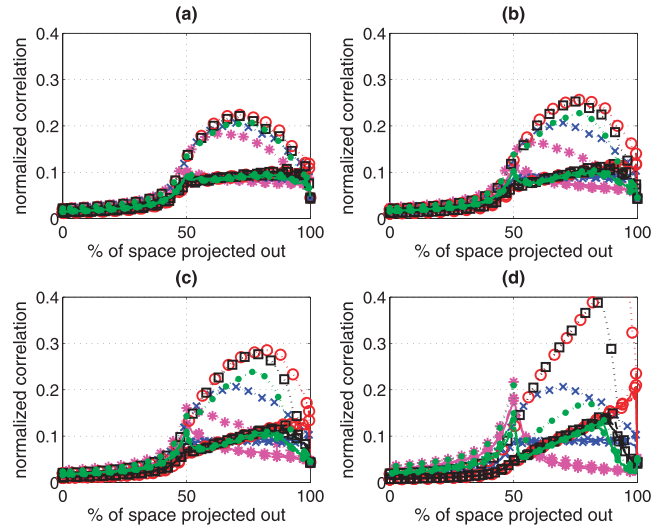 (a)
normalized correlation
0.4
0.3
0.2
0.1
0
0 50 100
% of space projected out
(b)
normalized correlation
0.4
0.3
0.2
0.1
0
0 50 100
% of space projected out
(c)
normalized correlation
0.4
0.3
0.2
0.1
0
0 50 100
% of space projected out
(d)
normalized correlation
0.4
0.3
0.2
0.1
0
0 50 100
% of space projected out